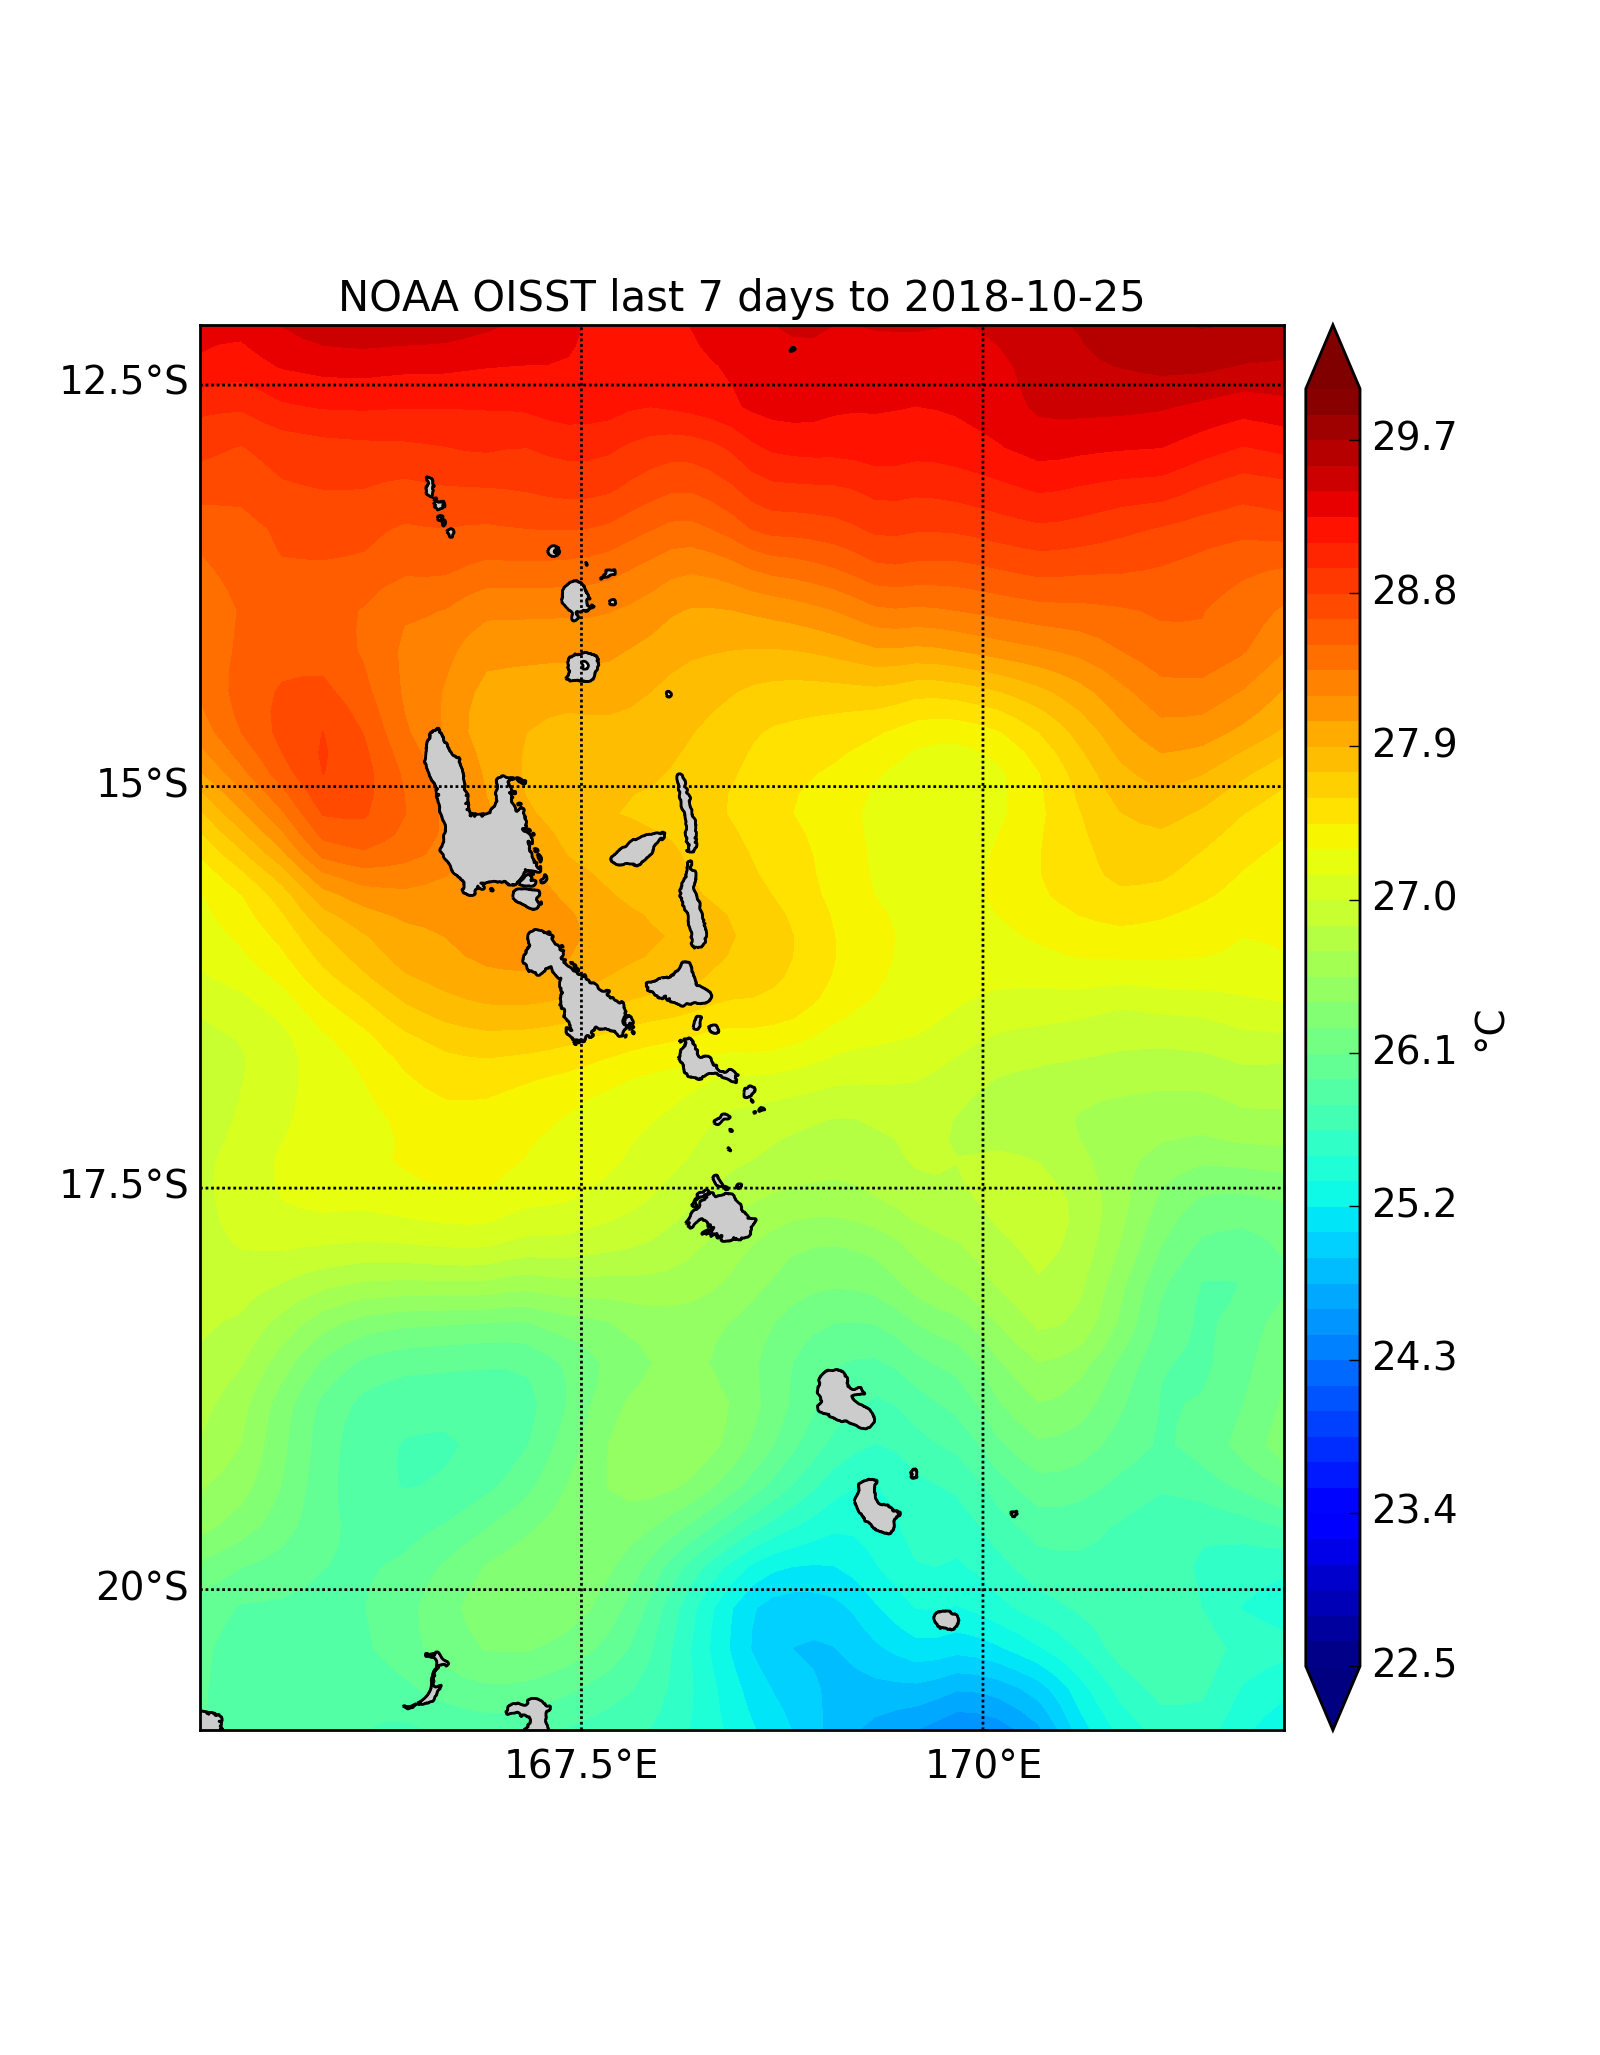 NOAA OISST last 7 days to 2018-10-25
12.5°S
15°S
17.5°S
20°S
167.5°E
170°E
29.7
28.8
27.9
27.0
26.1
25.2
24.3
23.4
22.5
°C